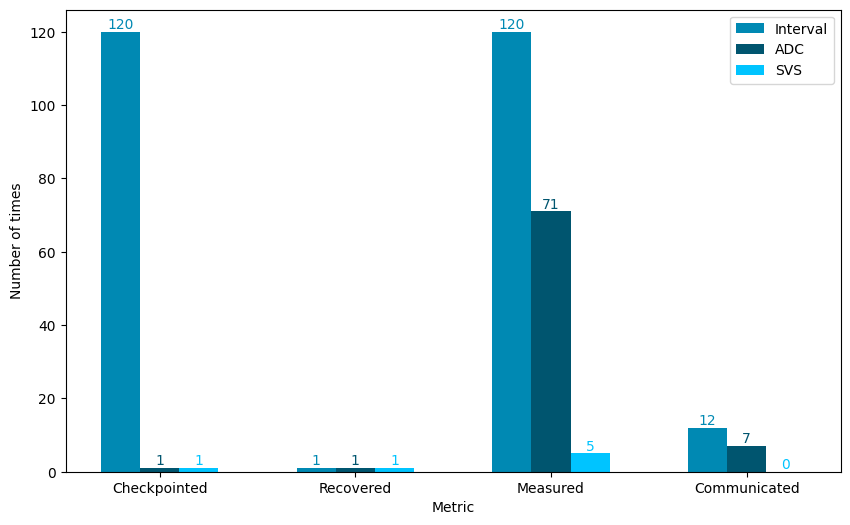 120
120
Interval
ADC
SVS
120
100
80
60
40
20
0
Number of times
71
1
1
1
1
1
5
12
7
0
Checkpointed
Recovered
Measured
Communicated
Metric